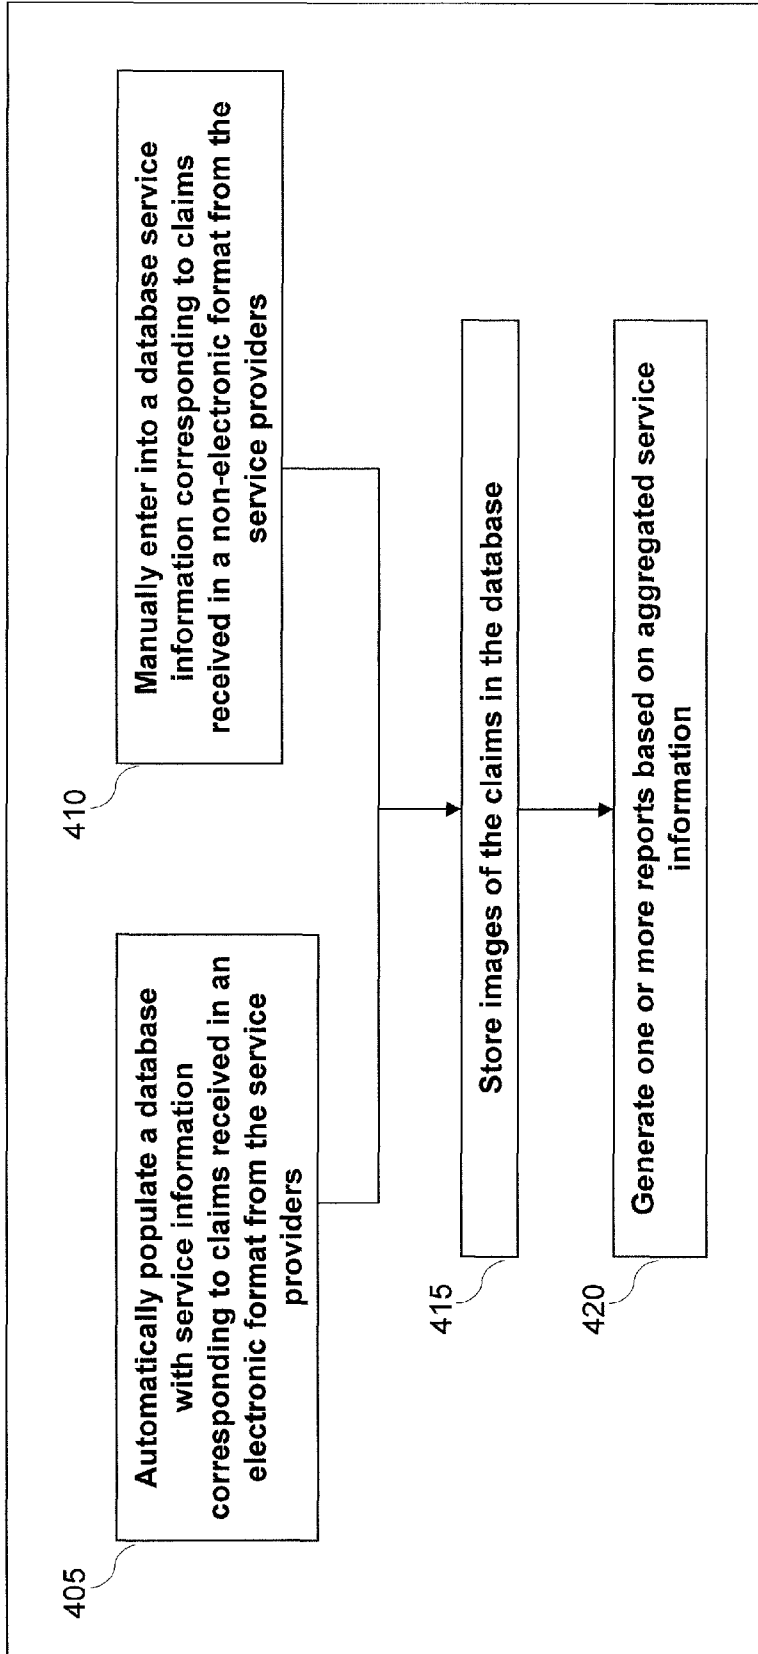 405
Automatically populate a database
with service information
corresponding to claims received in an
electronic format from the service
providers
410
Manually enter into a database service
information corresponding to claims
received in a non-electronic format from the
service providers
415
Store images of the claims in the database
420
Generate one or more reports based on aggregated service
information